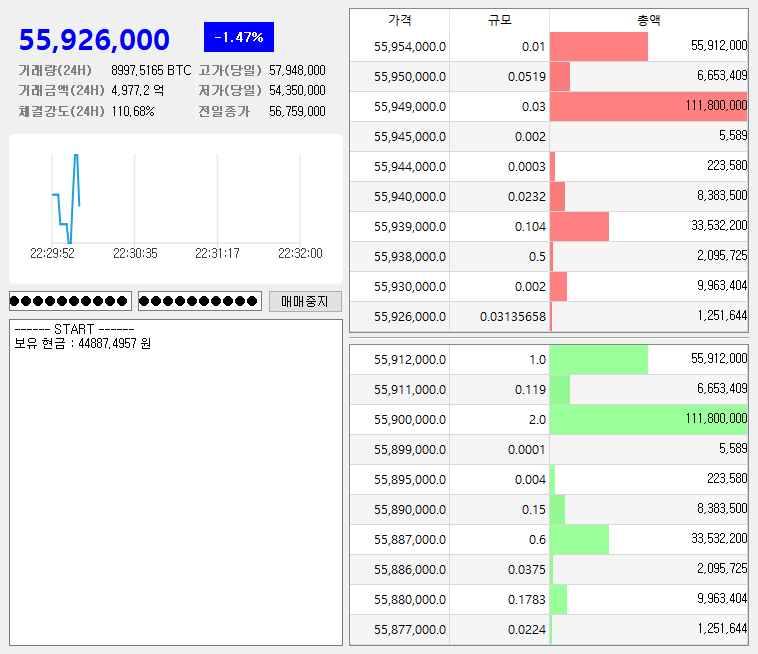 55,926,000 -1.47%
거래량(24H) 8997,5165 BTC 고가(당일) 57,948,000
거래금액(24H) 4,977,2 억 저가(당일) 54,350,000
체결강도(24H) 110,68% 전일종가 56,759,000
22:29:52 22:30:35 22:31:17 22:32:00
●●●●●●●●●● ●●●●●●●●●● 매매중지
------ START ------
보유 현금 : 44887,4957 원
가격 규모 총액
55,954,000.0 0.01 55,912,000
55,950,000.0 0.0519 6,653,409
55,949,000.0 0.03 111,800,000
55,945,000.0 0.002 5,589
55,944,000.0 0.0003 223,580
55,940,000.0 0.0232 8,383,500
55,939,000.0 0.104 33,532,200
55,938,000.0 0.5 2,095,725
55,930,000.0 0.002 9,963,404
55,926,000.0 0.03135658 1,251,644
55,912,000.0 1.0 55,912,000
55,911,000.0 0.119 6,653,409
55,900,000.0 2.0 111,800,000
55,899,000.0 0.0001 5,589
55,895,000.0 0.004 223,580
55,890,000.0 0.15 8,383,500
55,887,000.0 0.6 33,532,200
55,886,000.0 0.0375 2,095,725
55,880,000.0 0.1783 9,963,404
55,877,000.0 0.0224 1,251,644